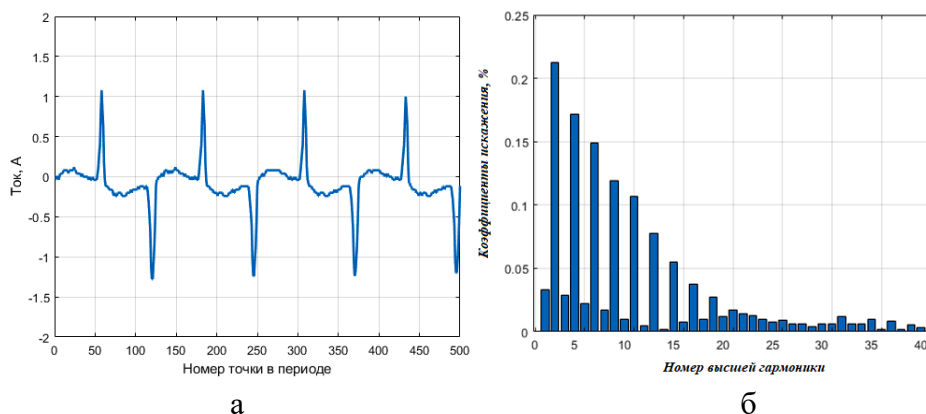 2
1.5
1
0.5
0
-0.5
-1
-1.5
-2
Ток, А
0 50 100 150 200 250 300 350 400 450 500
Номер точки в периоде
а
0.25
0.2
0.15
0.1
0.05
0
Коэффициенты искажения, %
0 5 10 15 20 25 30 35 40
Номер высшей гармоники
б